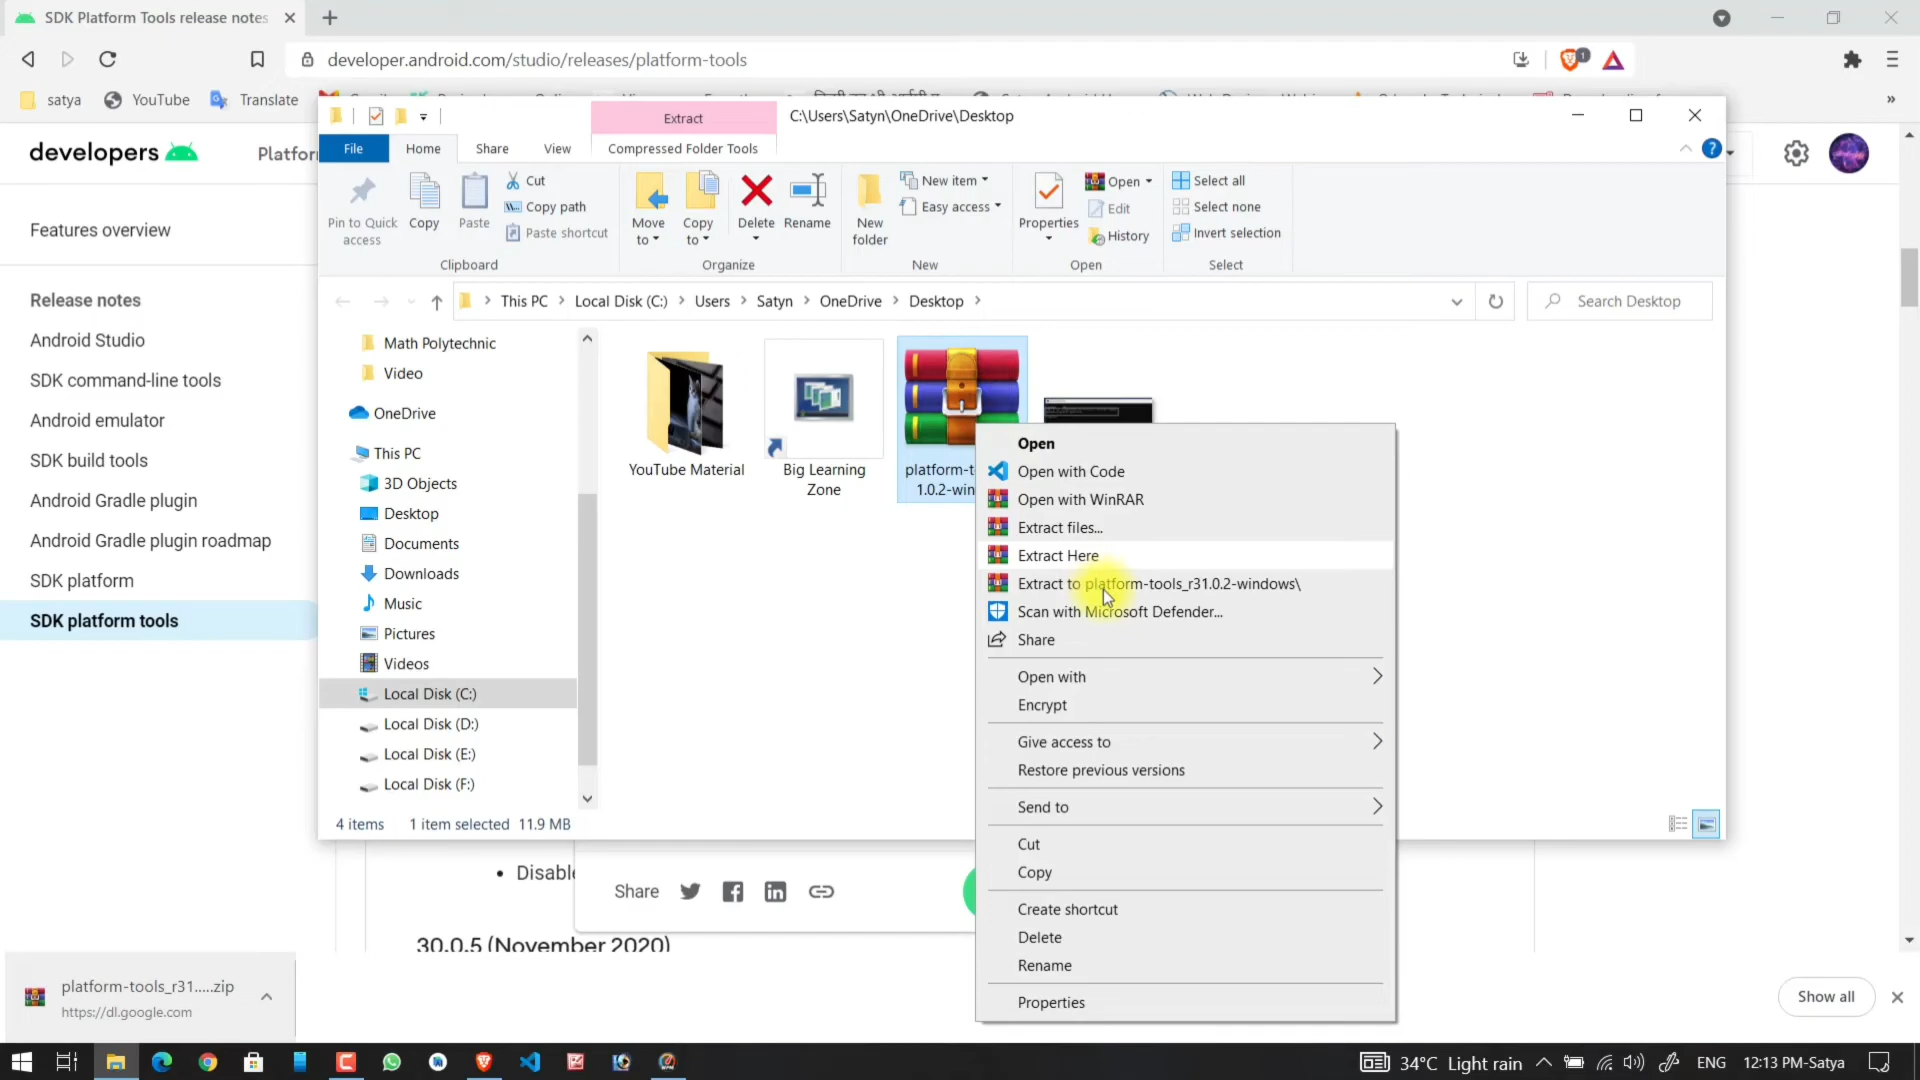 SDK Platform Tools release notes
developer.android.com/studio/releases/platform-tools
satya
YouTube
Translate
Extract
C:\Users\Satyn\OneDrive\Desktop
File
Home
Share
View
Compressed Folder Tools
developers
Platfor
Pin to Quick
access
Copy
Paste
Cut
Copy path
Paste shortcut
Move
to
Copy
to
Delete
Rename
New
folder
New item
Easy access
Properties
Open
Edit
History
Select all
Select none
Invert selection
Clipboard
Organize
New
Open
Select
This PC
Local Disk (C:)
Users
Satyn
OneDrive
Desktop
Search Desktop
Features overview
Release notes
Android Studio
SDK command-line tools
Android emulator
SDK build tools
Android Gradle plugin
Android Gradle plugin roadmap
SDK platform
SDK platform tools
Math Polytechnic
Video
OneDrive
This PC
3D Objects
Desktop
Documents
Downloads
Music
Pictures
Videos
Local Disk (C:)
Local Disk (D:)
Local Disk (E:)
Local Disk (F:)
YouTube Material
Big Learning
Zone
platform-t
1.0.2-win
Open
Open with Code
Open with WinRAR
Extract files...
Extract Here
Extract to platform-tools_r31.0.2-windows\
Scan with Microsoft Defender...
Share
Open with
Encrypt
Give access to
Restore previous versions
Send to
Cut
Copy
Create shortcut
Delete
Rename
Properties
4 items
1 item selected 11.9 MB
• Disable
Share
30.0.5 (November 2020)
platform-tools_r31.....zip
https://dl.google.com
Show all
34°C Light rain
ENG
12:13 PM-Satya